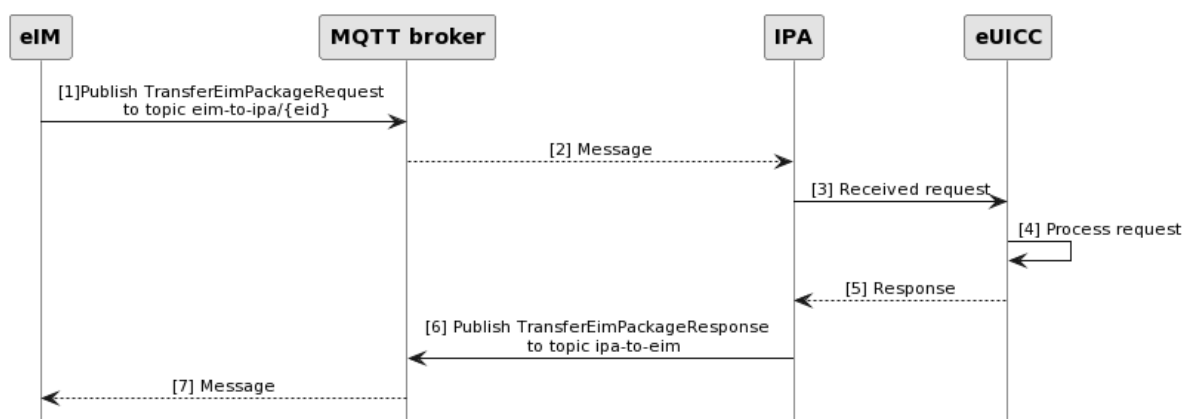 eIM
MQTT broker
IPA
eUICC
[1]Publish TransferEimPackageRequest
to topic eim-to-ipa/{eid}
[2] Message
[3] Received request
[4] Process request
[5] Response
[6] Publish TransferEimPackageResponse
to topic ipa-to-eim
[7] Message